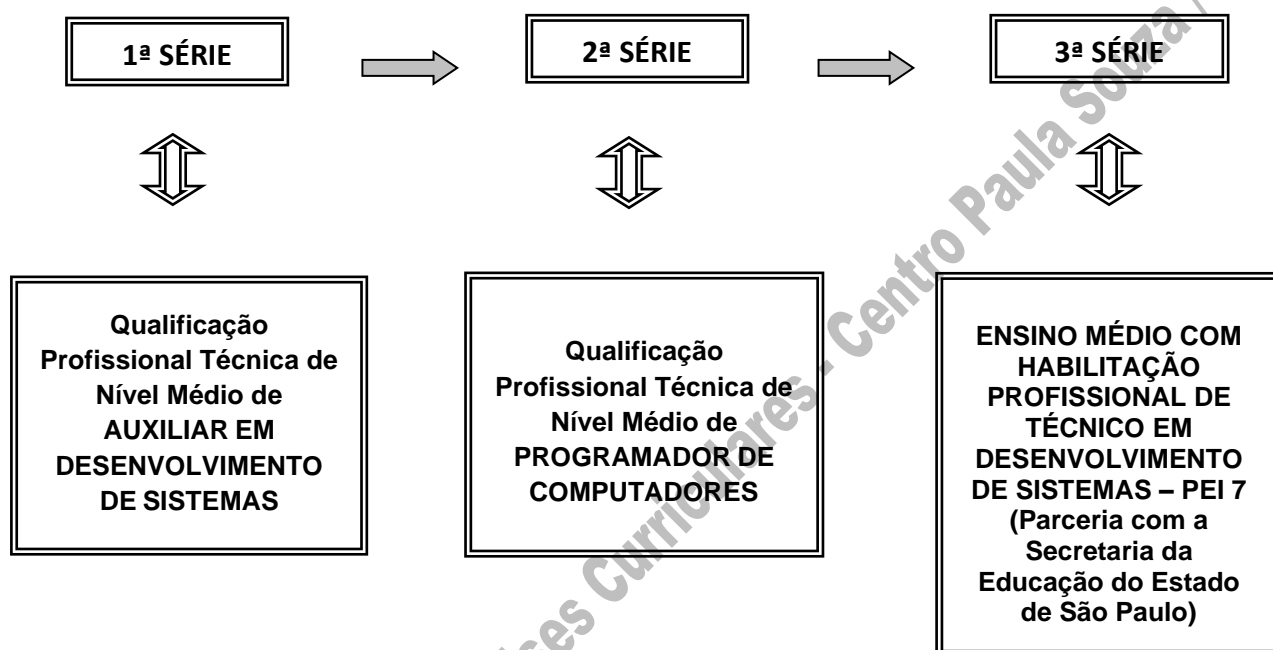 1ª SÉRIE
2ª SÉRIE
3ª SÉRIE
Qualificação
Profissional Técnica de
Nível Médio de
AUXILIAR EM
DESENVOLVIMENTO
DE SISTEMAS
Qualificação
Profissional Técnica de
Nível Médio de
PROGRAMADOR DE
COMPUTADORES
ENSINO MÉDIO COM
HABILITAÇÃO
PROFISSIONAL DE
TÉCNICO EM
DESENVOLVIMENTO
DE SISTEMAS – PEI 7
(Parceria com a
Secretaria da
Educação do Estado
de São Paulo)
Curriculares - Centro Paula Souza /